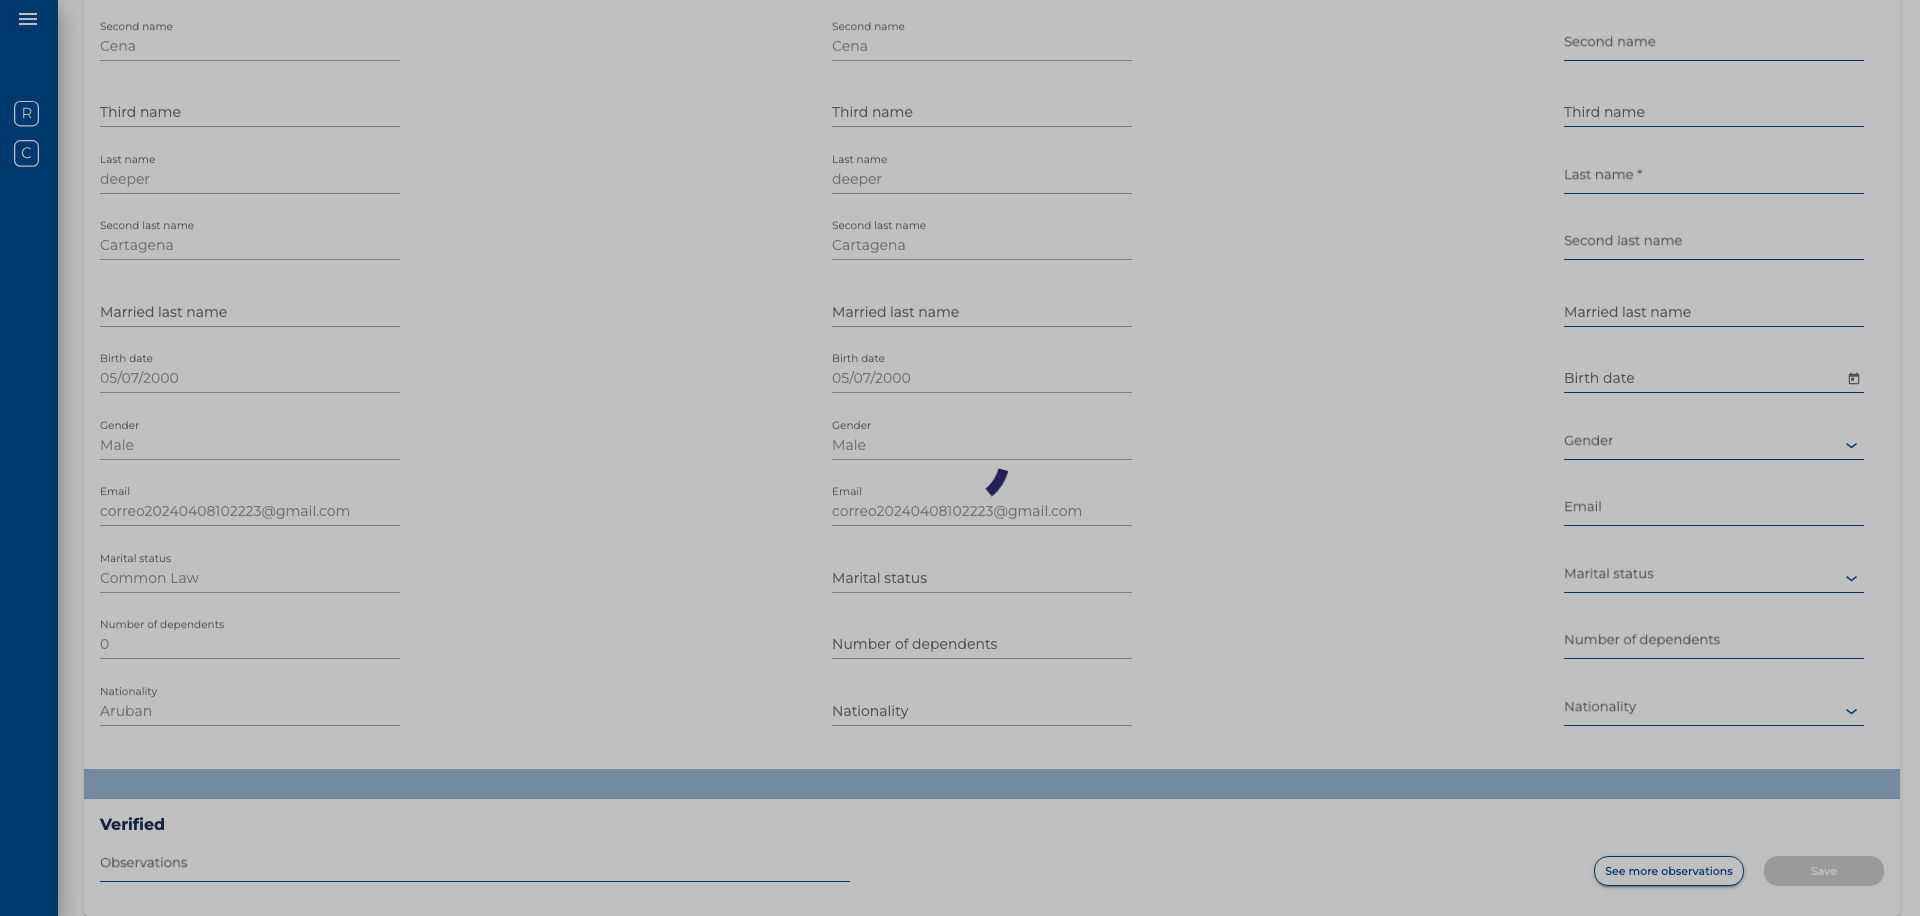 R
C
Second name
Cena
Second name
Cena
Second name
Third name
Third name
Third name
Last name
deeper
Last name
deeper
Last name *
Second last name
Cartagena
Second last name
Cartagena
Second last name
Married last name
Married last name
Married last name
Birth date
05/07/2000
Birth date
05/07/2000
Birth date
Gender
Male
Gender
Male
Gender
Email
correo20240408102223@gmail.com
Email
correo20240408102223@gmail.com
Email
Marital status
Common Law
Marital status
Marital status
Number of dependents
0
Number of dependents
Number of dependents
Nationality
Aruban
Nationality
Nationality
Verified
Observations
See more observations
Save